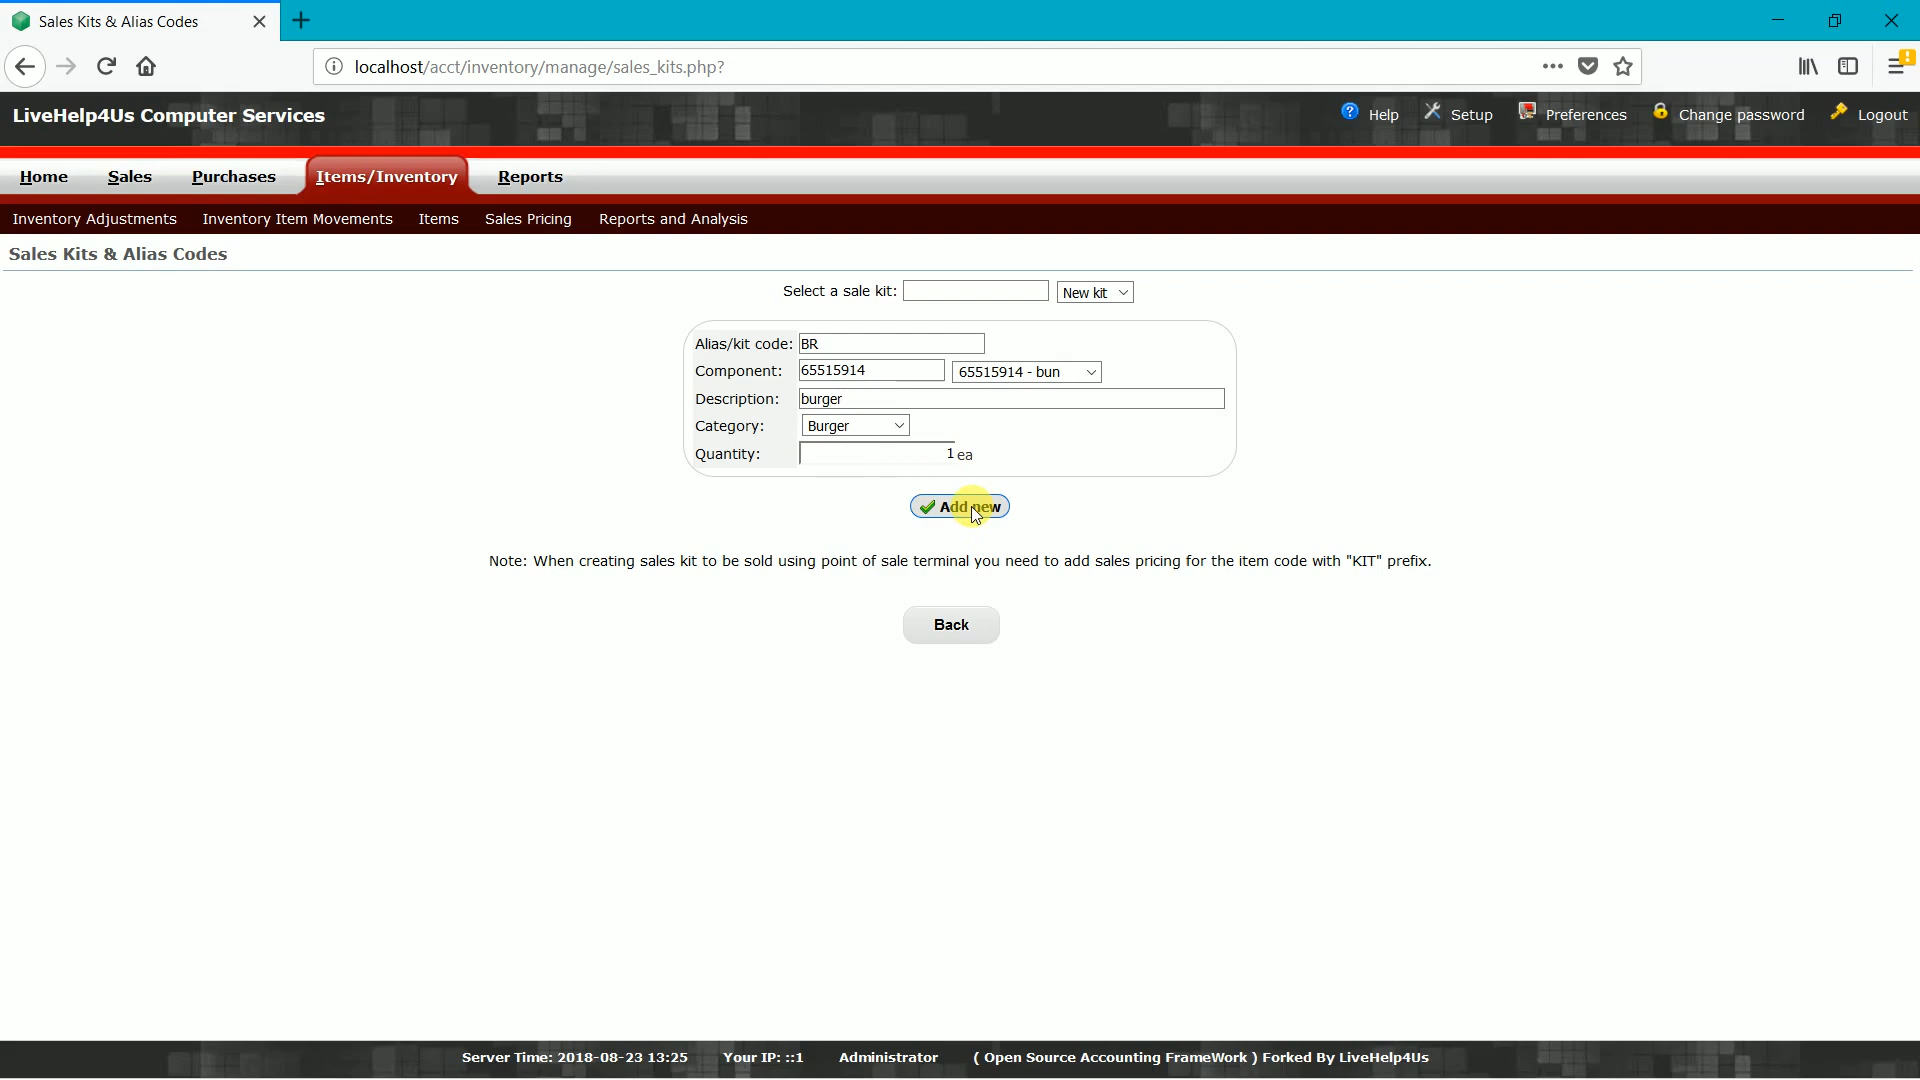 Sales Kits & Alias Codes
localhost/acct/inventory/manage/sales_kits.php?
LiveHelp4Us Computer Services
Help Setup Preferences Change password Logout
Home Sales Purchases Items/Inventory Reports
Inventory Adjustments Inventory Item Movements Items Sales Pricing Reports and Analysis
Sales Kits & Alias Codes
Select a sale kit: New kit
Alias/kit code: BR
Component: 65515914 65515914 - bun
Description: burger
Category: Burger
Quantity: 1 ea
Add new
Note: When creating sales kit to be sold using point of sale terminal you need to add sales pricing for the item code with "KIT" prefix.
Back
Server Time: 2018-08-23 13:25 Your IP: ::1 Administrator ( Open Source Accounting FrameWork ) Forked By LiveHelp4Us